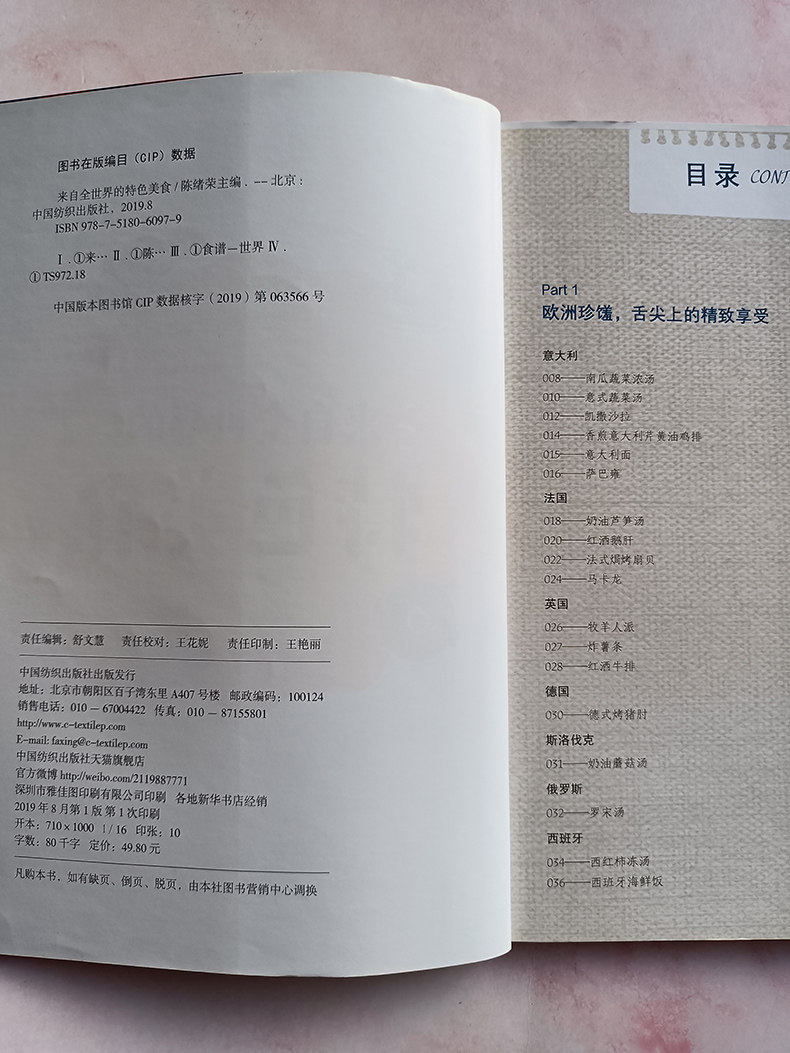 图书在版编目（CIP）数据
来自全世界的特色美食 / 陈绪荣主编 . -- 北京：
中国纺织出版社，2019.8
ISBN 978-7-5180-6097-9
Ⅰ . ①来… Ⅱ . ①陈… Ⅲ . ①食谱—世界 Ⅳ .
① TS972.18
中国版本图书馆 CIP 数据核字（2019）第 063566 号
责任编辑：舒文慧 责任校对：王花妮 责任印制：王艳丽
中国纺织出版社出版发行
地址：北京市朝阳区百子湾东里 A407 号楼 邮政编码：100124
销售电话：010 — 67004422 传真：010 — 87155801
http://www.c-textilep.com
E-mail: faxing@c-textilep.com
中国纺织出版社天猫旗舰店
官方微博 http://weibo.com/2119887771
深圳市雅佳图印刷有限公司印刷 各地新华书店经销
2019 年 8 月第 1 版第 1 次印刷
开本：710×1000 1/16 印张：10
字数：80 千字 定价：49.80 元
凡购本书，如有缺页、倒页、脱页，由本社图书营销中心调换
目录 CONT
Part 1
欧洲珍馐，舌尖上的精致享受
意大利
008——南瓜蔬菜浓汤
010——意式蔬菜汤
012——凯撒沙拉
014——香煎意大利芹黄油鸡排
015——意大利面
016——萨巴雍
法国
018——奶油芦笋汤
020——红酒鹅肝
022——法式焗烤扇贝
024——马卡龙
英国
026——牧羊人派
027——炸薯条
028——红酒牛排
德国
030——德式烤猪肘
斯洛伐克
031——奶油蘑菇汤
俄罗斯
032——罗宋汤
西班牙
034——西红柿冻汤
036——西班牙海鲜饭